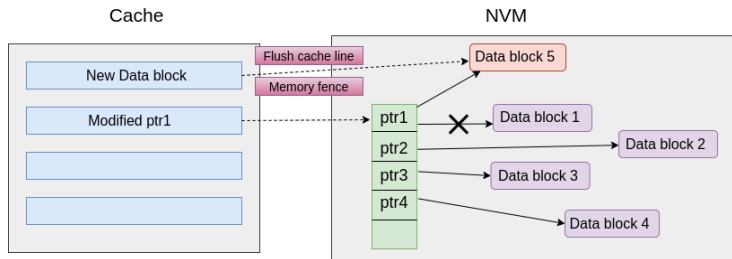 Cache
NVM
Flush cache line
Data block 5
New Data block
Memory fence
Modified ptr1
ptr1
Data block 1
ptr2
Data block 2
ptr3
Data block 3
ptr4
Data block 4